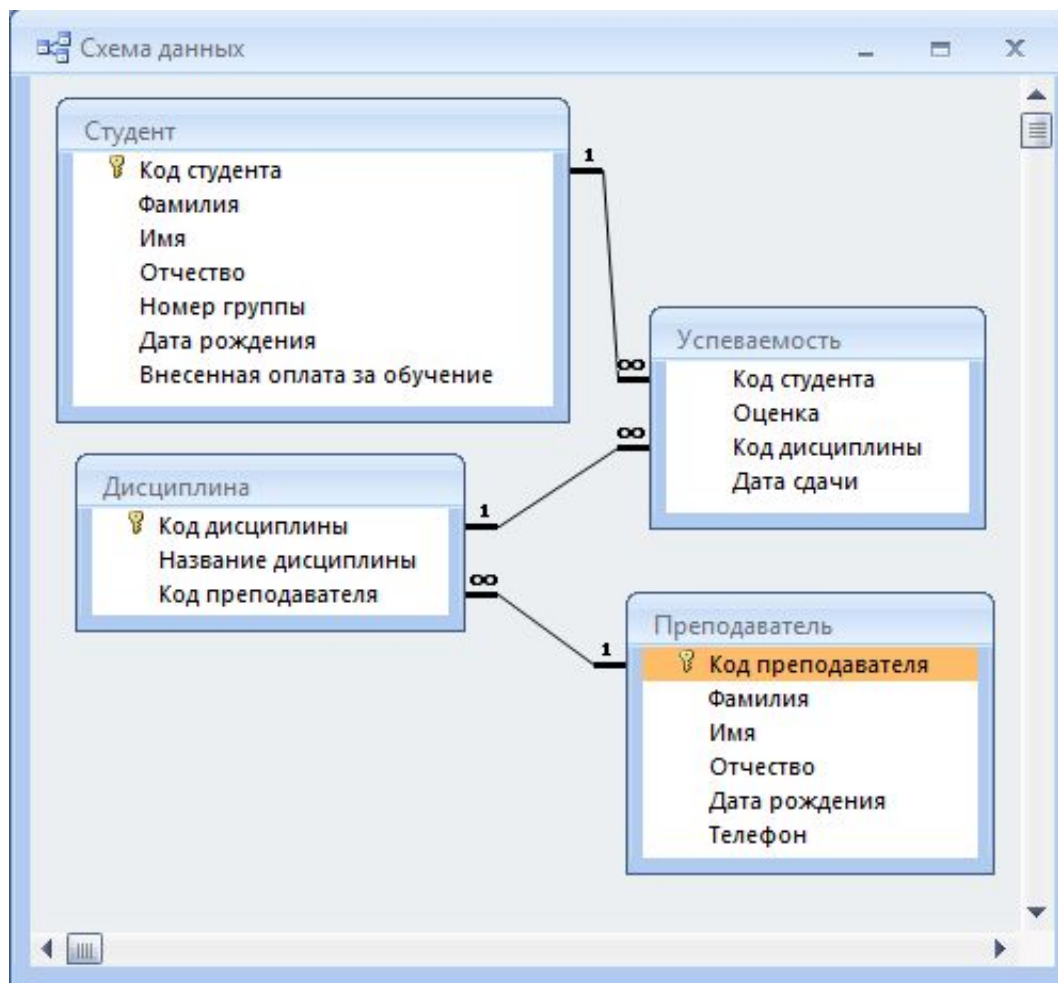 Схема данных
Студент
Код студента
Фамилия
Имя
Отчество
Номер группы
Дата рождения
Внесенная оплата за обучение
1
∞
Успеваемость
Код студента
Оценка
Код дисциплины
Дата сдачи
∞
Дисциплина
Код дисциплины
Название дисциплины
Код преподавателя
1
∞
1
Преподаватель
Код преподавателя
Фамилия
Имя
Отчество
Дата рождения
Телефон